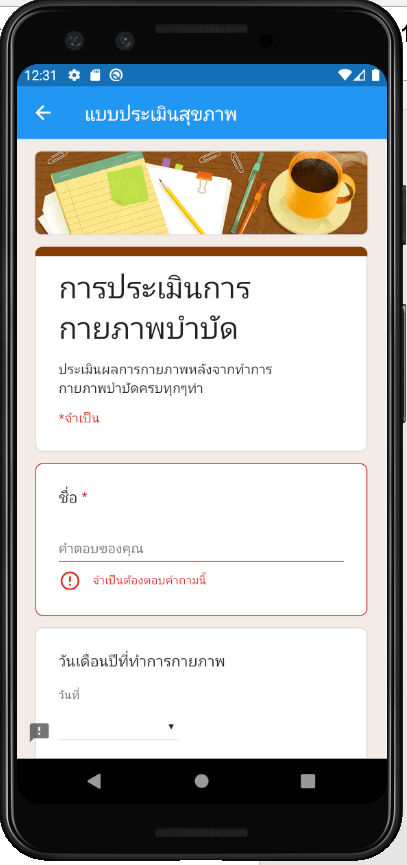 12:31
แบบประเมินสุขภาพ
การประเมินการ
กายภาพบำบัด
ประเมินผลการกายภาพหลังจากทำการ
กายภาพบำบัดครบทุกๆท่า
*จำเป็น
ชื่อ *
คำตอบของคุณ
จำเป็นต้องตอบคำถามนี้
วันเดือนปีที่ทำการกายภาพ
วันที่